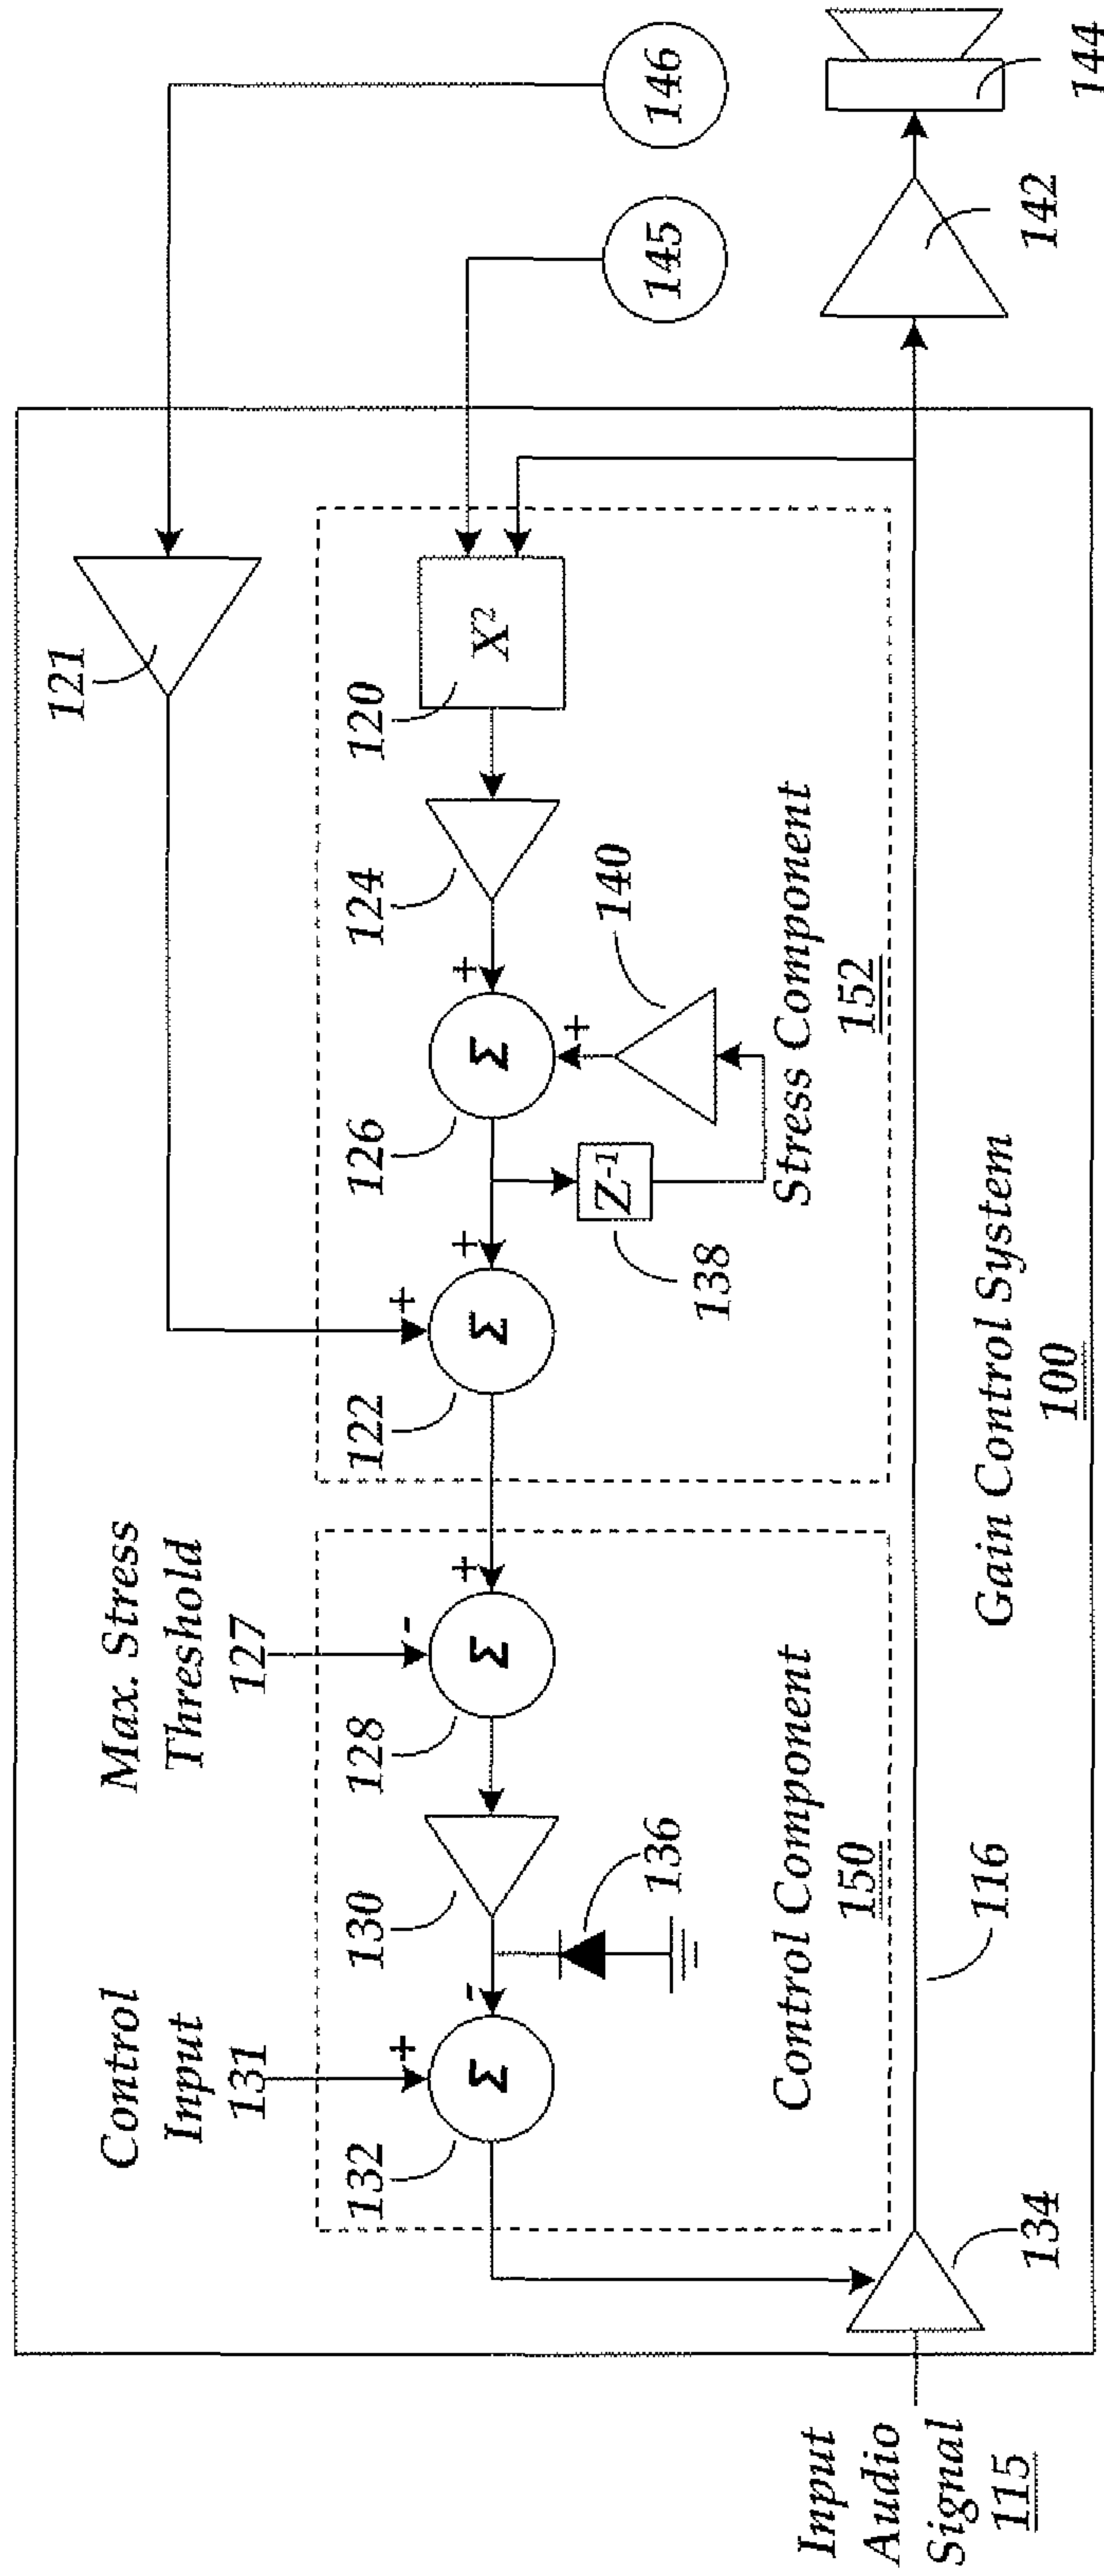 Control
Input
131
Max. Stress
Threshold
127
121
146
145
132
-
+
Σ
130
128
-
+
Σ
122
+
+
Σ
126
+
+
Σ
124
120
X²
136
138
Z⁻¹
140
Control Component
150
Stress Component
152
Input
Audio
Signal
115
134
116
Gain Control System
100
142
144